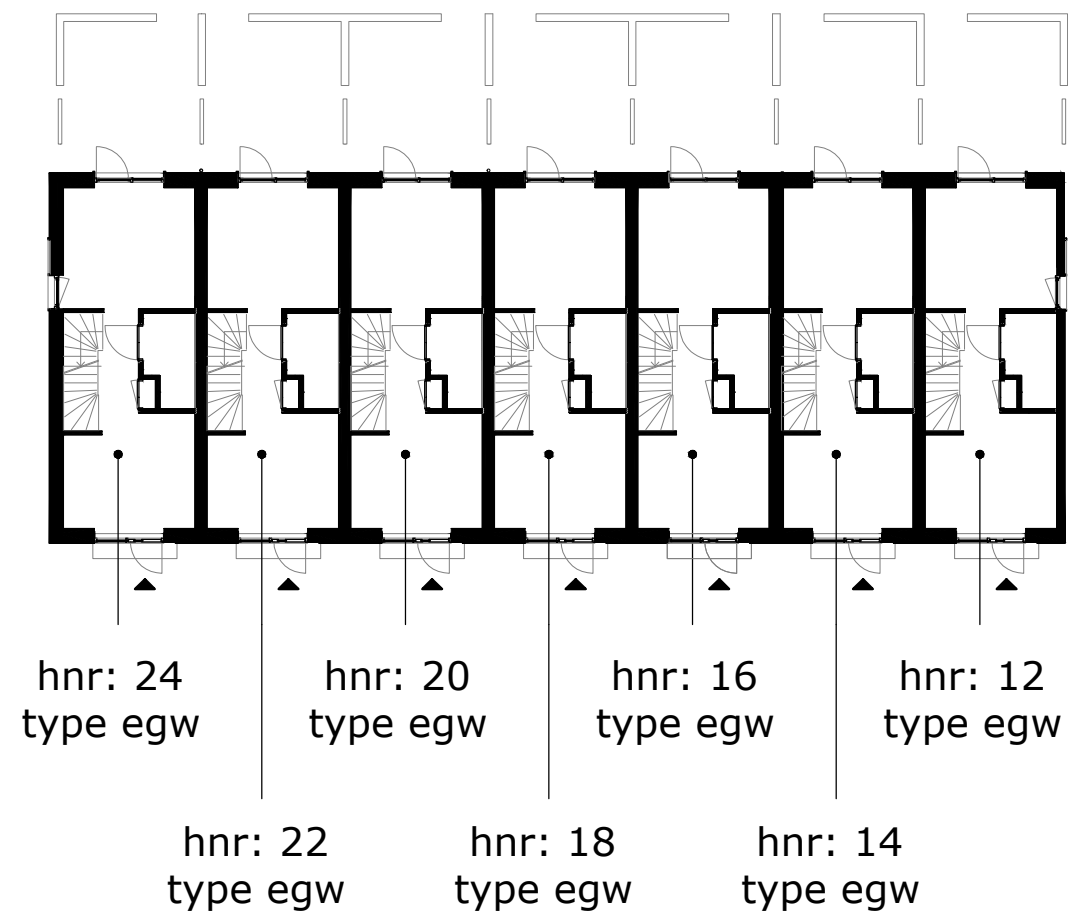 hnr: 24
type egw
hnr: 20
type egw
hnr: 16
type egw
hnr: 12
type egw
hnr: 22
type egw
hnr: 18
type egw
hnr: 14
type egw